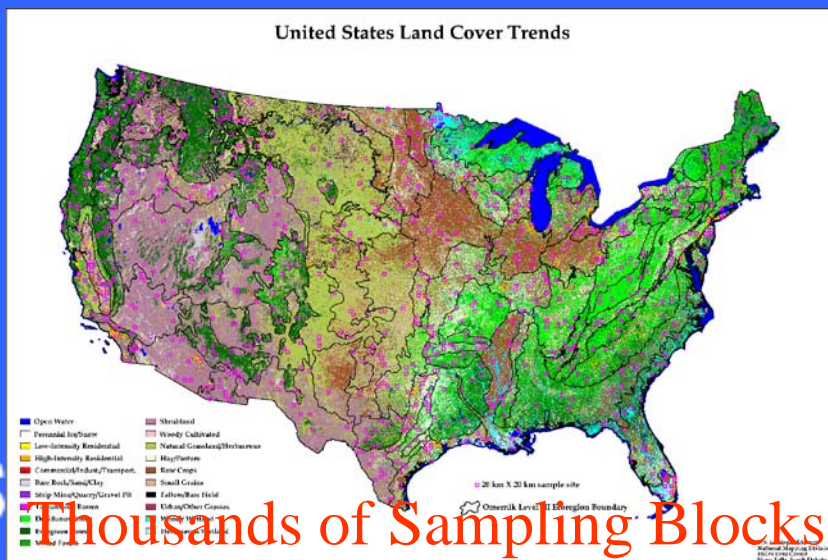 United States Land Cover Trends
Open Water
Perennial Ice/Snow
Low-Intensity Residential
High-Intensity Residential
Commercial/Indust./Transport.
Bare Rock/Sand/Clay
Strip Mine/Quarry/Gravel Pit
Shrubland
Woody Cultivated
Natural Grassland/Herbaceous
Hay/Pasture
Row Crops
Small Grains
Fallow/Bare Field
Urban/Other Grasses
20 km X 20 km sample site
Omernik Level III Ecoregion Boundary
Thousands of Sampling Blocks